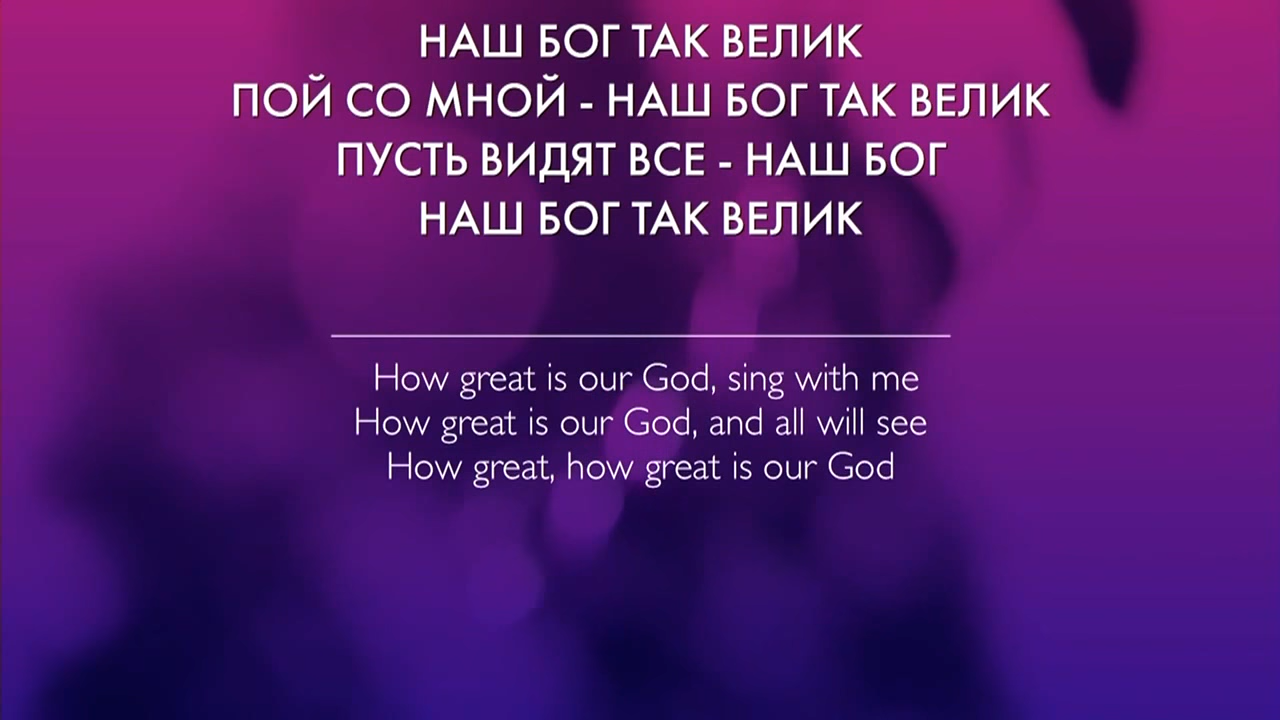 НАШ БОГ ТАК ВЕЛИК
ПОЙ СО МНОЙ - НАШ БОГ ТАК ВЕЛИК
ПУСТЬ ВИДЯТ ВСЕ - НАШ БОГ
НАШ БОГ ТАК ВЕЛИК
How great is our God, sing with me
How great is our God, and all will see
How great, how great is our God